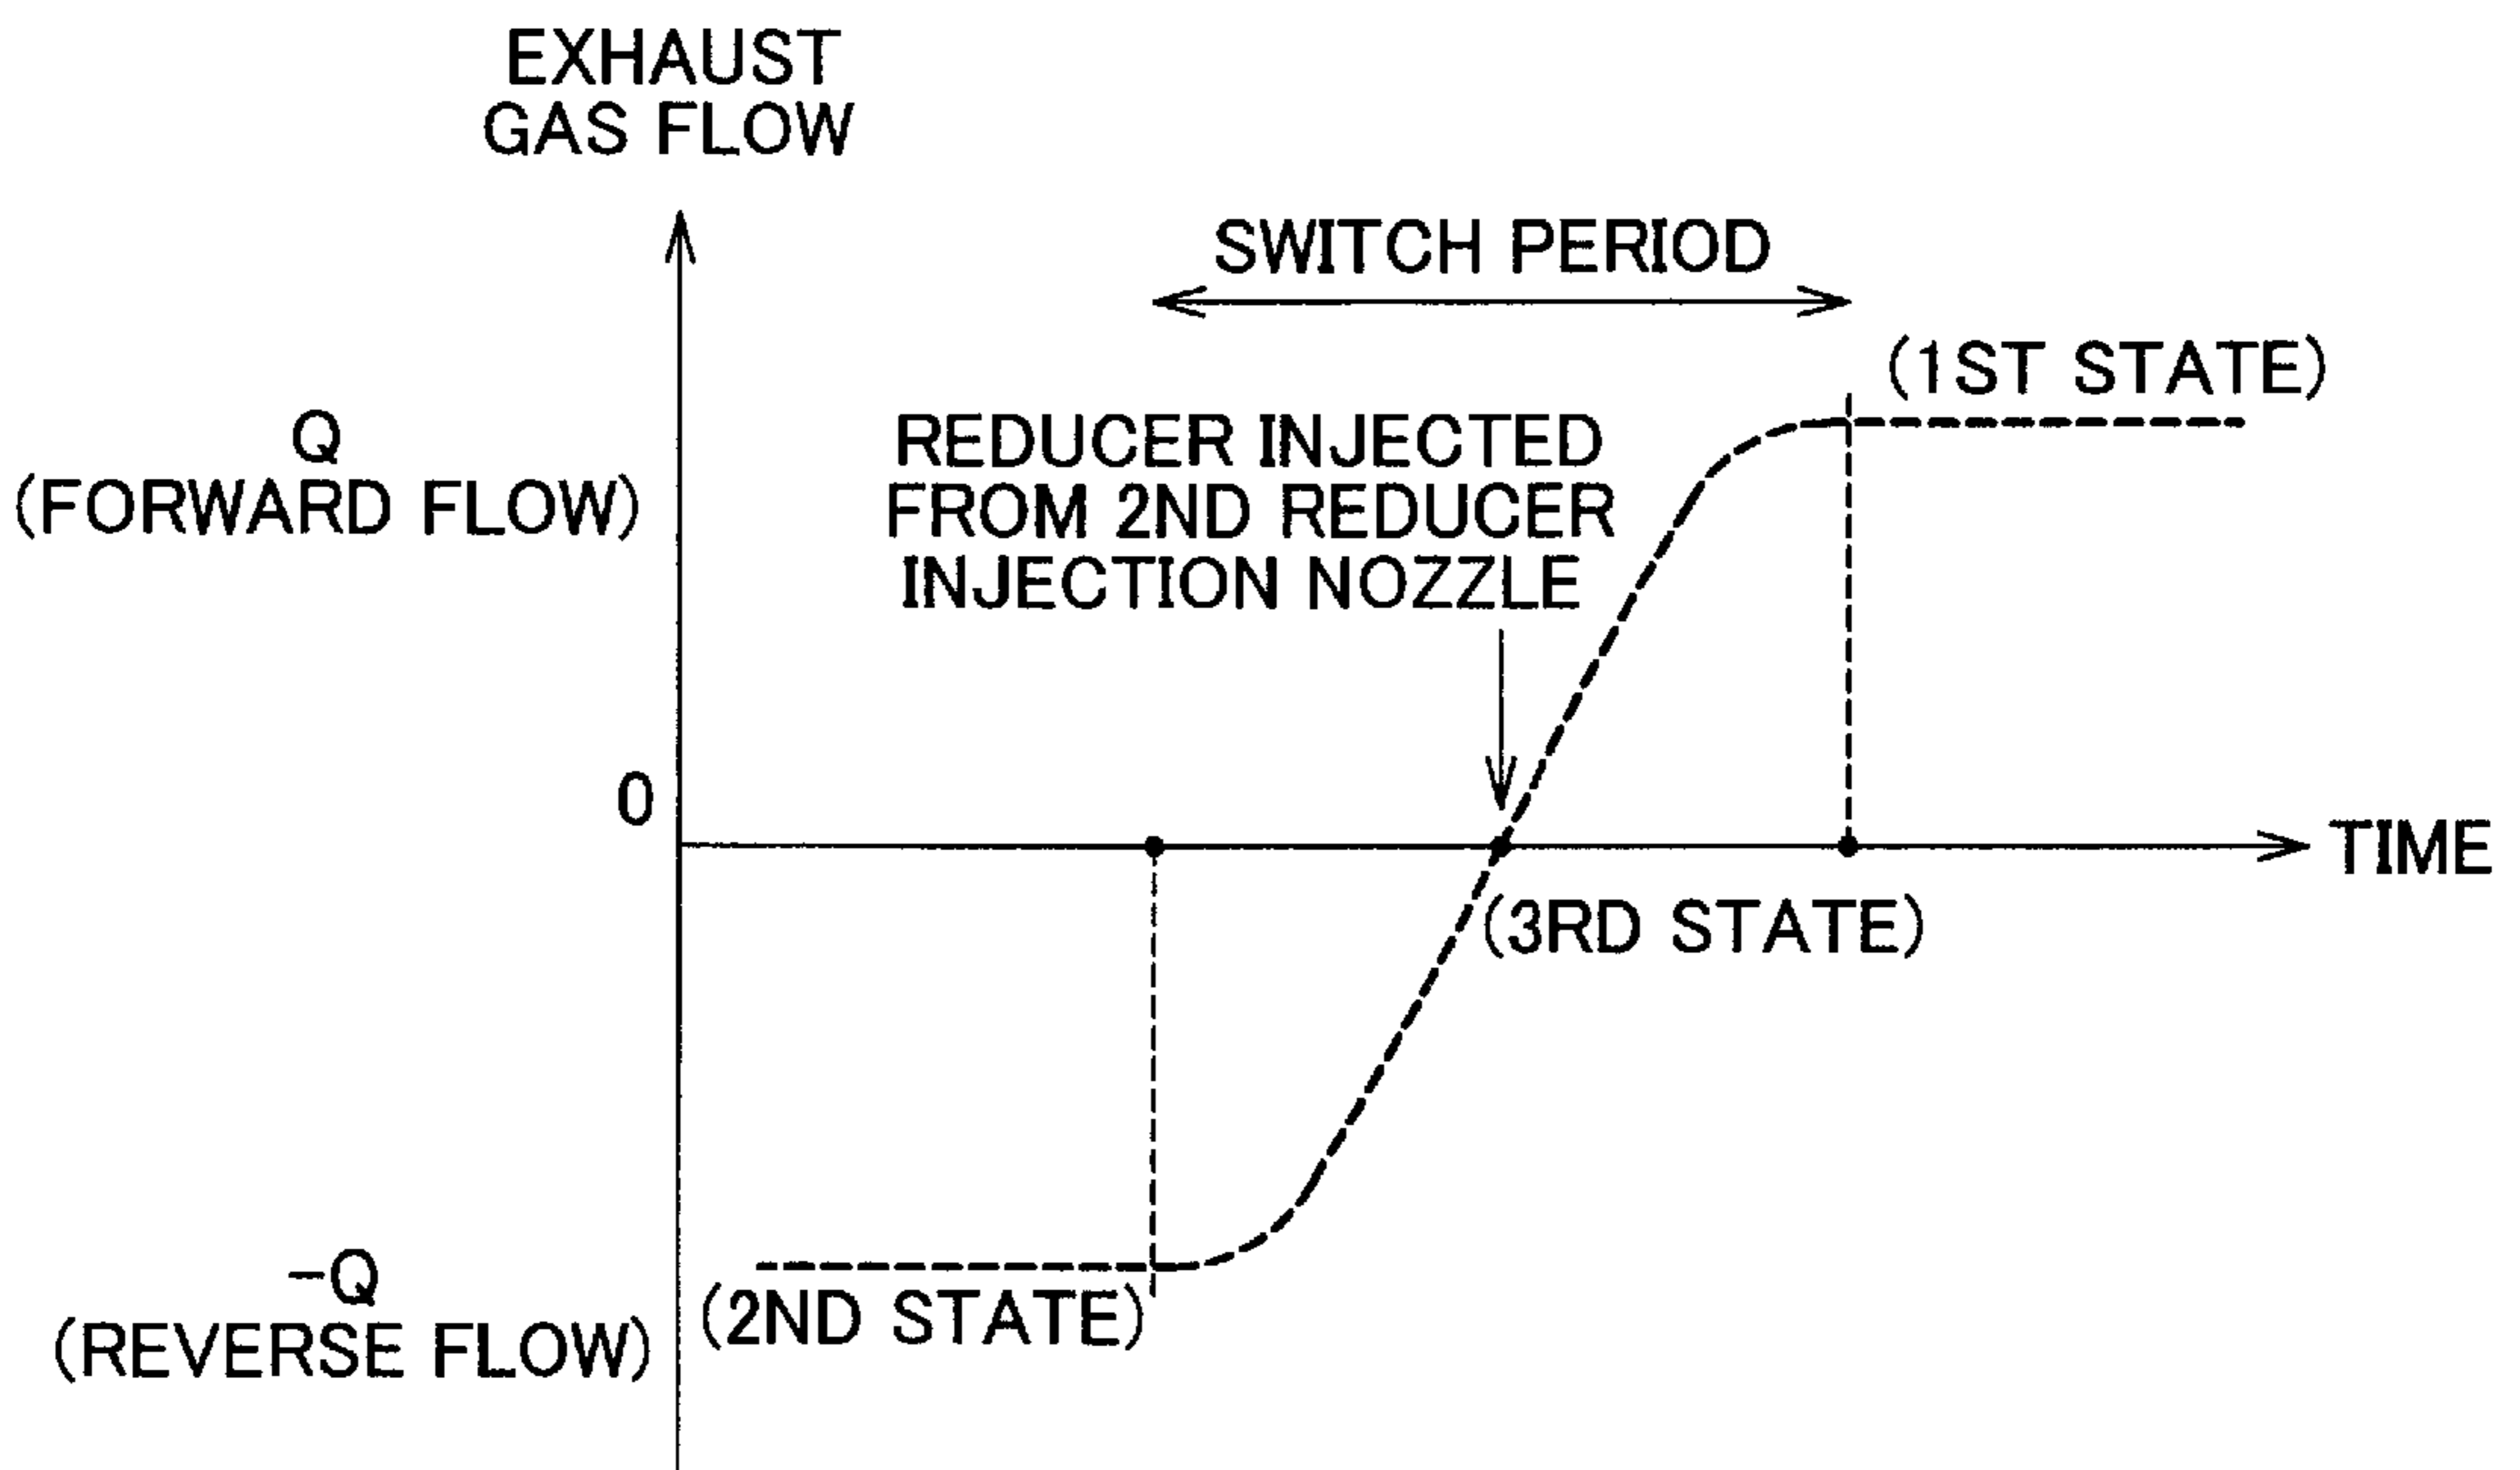 EXHAUST
GAS FLOW
SWITCH PERIOD
(1ST STATE)
Q
(FORWARD FLOW)
REDUCER INJECTED
FROM 2ND REDUCER
INJECTION NOZZLE
0
TIME
(3RD STATE)
-Q
(REVERSE FLOW)
(2ND STATE)